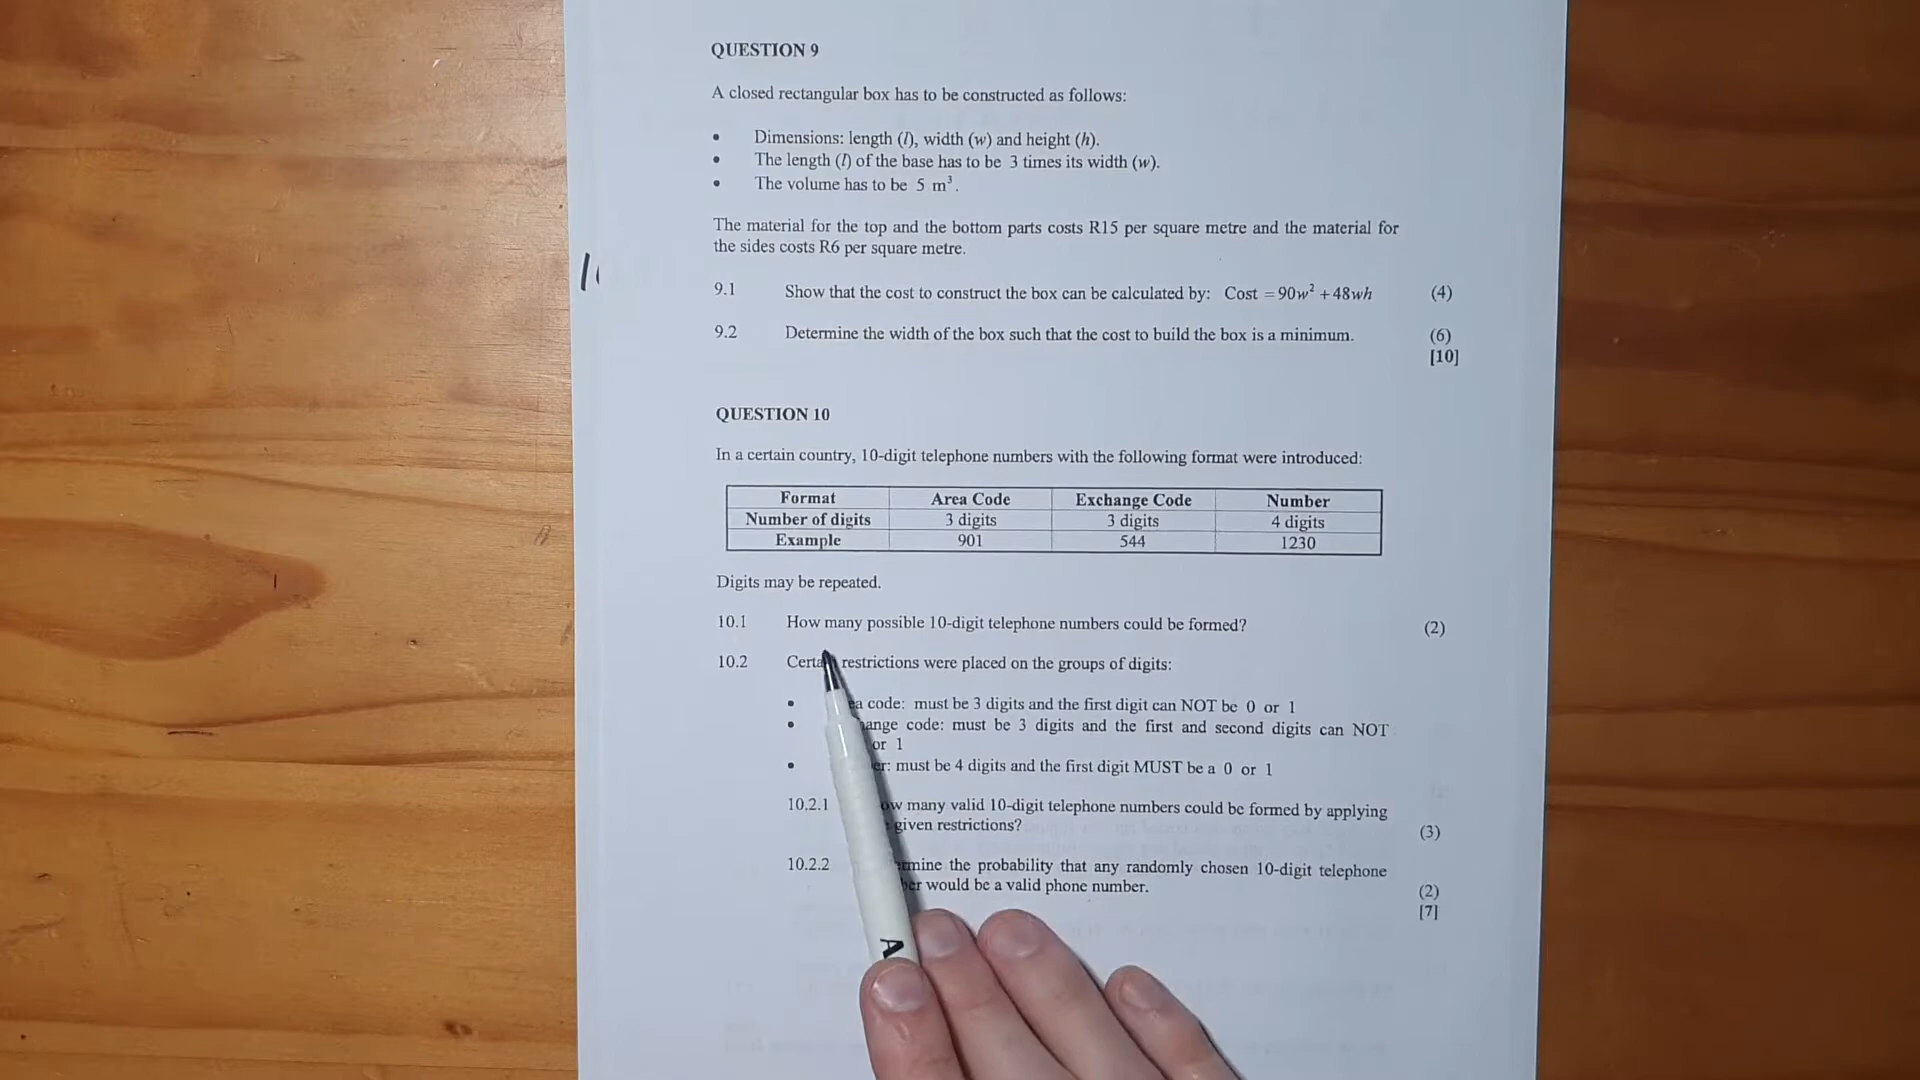 QUESTION 9
A closed rectangular box has to be constructed as follows:
• Dimensions: length (l), width (w) and height (h).
• The length (l) of the base has to be 3 times its width (w).
• The volume has to be 5 m³.
The material for the top and the bottom parts costs R15 per square metre and the material for
the sides costs R6 per square metre.
9.1 Show that the cost to construct the box can be calculated by: Cost = 90w² + 48wh (4)
9.2 Determine the width of the box such that the cost to build the box is a minimum. (6)
[10]
QUESTION 10
In a certain country, 10-digit telephone numbers with the following format were introduced:
Format Area Code Exchange Code Number
Number of digits 3 digits 3 digits 4 digits
Example 901 544 1230
Digits may be repeated.
10.1 How many possible 10-digit telephone numbers could be formed? (2)
10.2 restrictions were placed on the groups of digits:
• code: must be 3 digits and the first digit can NOT be 0 or 1
• code: must be 3 digits and the first and second digits can NOT
or 1
• must be 4 digits and the first digit MUST be a 0 or 1
10.2.1 many valid 10-digit telephone numbers could be formed by applying
given restrictions? (3)
10.2.2 the probability that any randomly chosen 10-digit telephone
would be a valid phone number. (2)
[7]
A